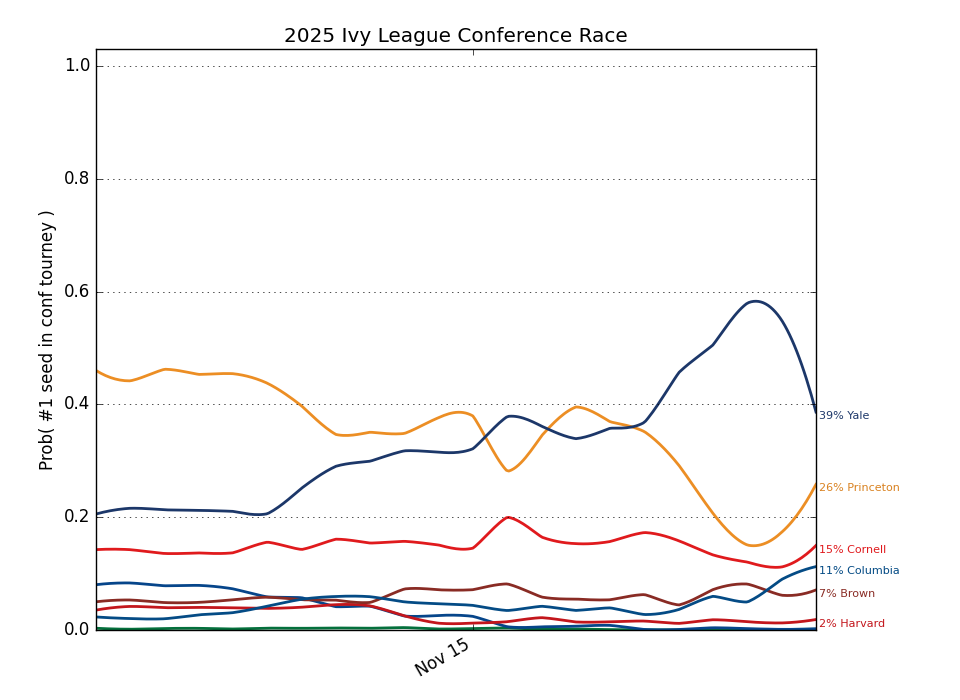 2025 Ivy League Conference Race
Prob( #1 seed in conf tourney )
1.0
0.8
0.6
0.4
0.2
0.0
Nov 15
39% Yale
26% Princeton
15% Cornell
11% Columbia
7% Brown
2% Harvard